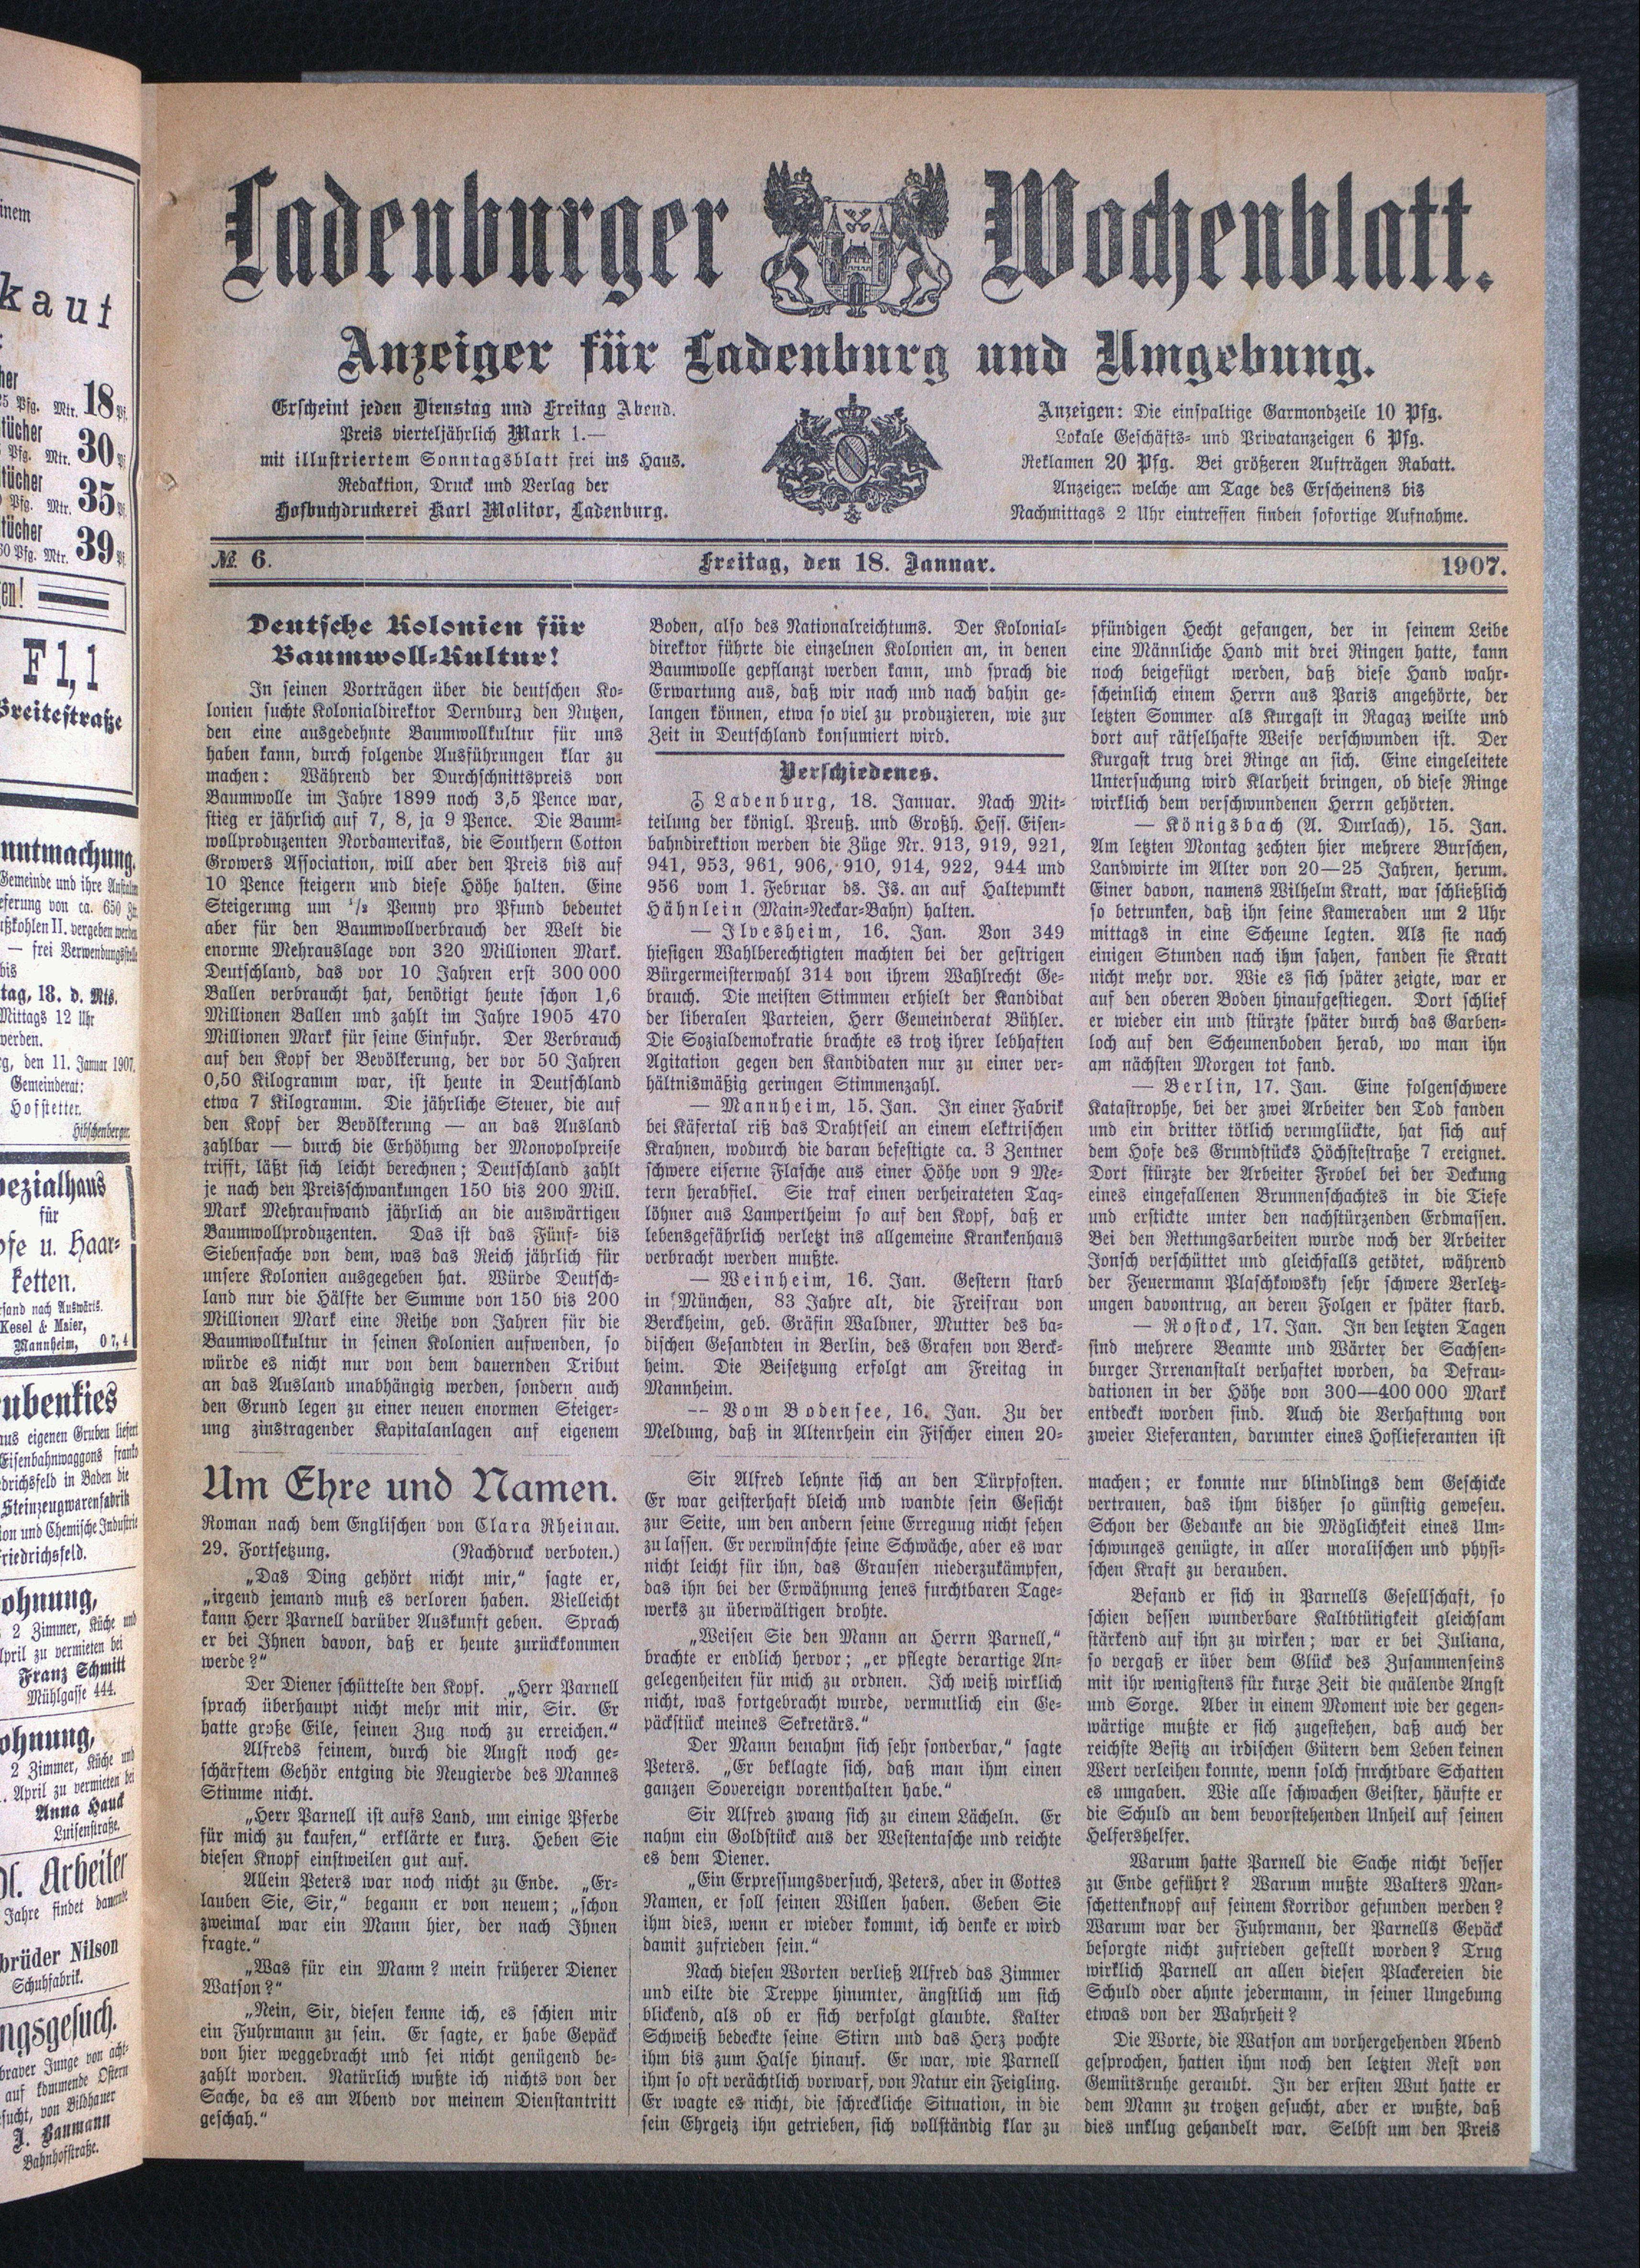 Ladenburger Wochenblatt.
Anzeiger für Ladenburg und Umgebung.
Erscheint jeden Dienstag und Freitag Abend.
Preis vierteljährlich Mark 1.—
mit illustriertem Sonntagsblatt frei ins Haus.
Redaktion, Druck und Verlag der
Hofbuchdruckerei Karl Molitor, Ladenburg.
Anzeigen: Die einspaltige Garmondzeile 10 Pfg.
Lokale Geschäfts- und Privatanzeigen 6 Pfg.
Reklamen 20 Pfg. Bei größeren Aufträgen Rabatt.
Anzeigen welche am Tage des Erscheinens bis
Nachmittags 2 Uhr eintreffen finden sofortige Aufnahme.
№ 6. Freitag, den 18. Januar. 1907.
Deutsche Kolonien für
Baumwoll-Kultur!
In seinen Vorträgen über die deutschen Ko-
lonien suchte Kolonialdirektor Dernburg den Nutzen,
den eine ausgedehnte Baumwollkultur für uns
haben kann, durch folgende Ausführungen klar zu
machen: Während der Durchschnittspreis von
Baumwolle im Jahre 1899 noch 3,5 Pence war,
stieg er jährlich auf 7, 8, ja 9 Pence. Die Baum-
wollproduzenten Nordamerikas, die Southern Cotton
Growers Association, will aber den Preis bis auf
10 Pence steigern und diese Höhe halten. Eine
Steigerung um 1/2 Penny pro Pfund bedeutet
aber für den Baumwollverbrauch der Welt die
enorme Mehrauslage von 320 Millionen Mark.
Deutschland, das vor 10 Jahren erst 300 000
Ballen verbraucht hat, benötigt heute schon 1,6
Millionen Ballen und zahlt im Jahre 1905 470
Millionen Mark für seine Einfuhr. Der Verbrauch
auf den Kopf der Bevölkerung, der vor 50 Jahren
0,50 Kilogramm war, ist heute in Deutschland
etwa 7 Kilogramm. Die jährliche Steuer, die auf
den Kopf der Bevölkerung — an das Ausland
zahlbar — durch die Erhöhung der Monopolpreise
trifft, läßt sich leicht berechnen; Deutschland zahlt
je nach den Preisschwankungen 150 bis 200 Mill.
Mark Mehraufwand jährlich an die auswärtigen
Baumwollproduzenten. Das ist das Fünf- bis
Siebenfache von dem, was das Reich jährlich für
unsere Kolonien ausgegeben hat. Würde Deutsch-
land nur die Hälfte der Summe von 150 bis 200
Millionen Mark eine Reihe von Jahren für die
Baumwollkultur in seinen Kolonien aufwenden, so
würde es nicht nur von dem dauernden Tribut
an das Ausland unabhängig werden, sondern auch
den Grund legen zu einer neuen enormen Steiger-
ung zinstragender Kapitalanlagen auf eigenem
Boden, also des Nationalreichtums. Der Kolonial-
direktor führte die einzelnen Kolonien an, in denen
Baumwolle gepflanzt werden kann, und sprach die
Erwartung aus, daß wir nach und nach dahin ge-
langen können, etwa so viel zu produzieren, wie zur
Zeit in Deutschland konsumiert wird.
Verschiedenes.
Ladenburg, 18. Januar. Nach Mit-
teilung der königl. Preuß. und Großh. Hess. Eisen-
bahndirektion werden die Züge Nr. 913, 919, 921,
941, 953, 961, 906, 910, 914, 922, 944 und
956 vom 1. Februar ds. Js. an auf Haltepunkt
Hähnlein (Main-Neckar-Bahn) halten.
— Ilvesheim, 16. Jan. Von 349
hiesigen Wahlberechtigten machten bei der gestrigen
Bürgermeisterwahl 314 von ihrem Wahlrecht Ge-
brauch. Die meisten Stimmen erhielt der Kandidat
der liberalen Parteien, Herr Gemeinderat Bühler.
Die Sozialdemokratie brachte es trotz ihrer lebhaften
Agitation gegen den Kandidaten nur zu einer ver-
hältnismäßig geringen Stimmenzahl.
— Mannheim, 15. Jan. In einer Fabrik
bei Käfertal riß das Drahtseil an einem elektrischen
Krahnen, wodurch die daran befestigte ca. 3 Zentner
schwere eiserne Flasche aus einer Höhe von 9 Me-
tern herabfiel. Sie traf einen verheirateten Tag-
löhner aus Lampertheim so auf den Kopf, daß er
lebensgefährlich verletzt ins allgemeine Krankenhaus
verbracht werden mußte.
— Weinheim, 16. Jan. Gestern starb
in München, 83 Jahre alt, die Freifrau von
Berckheim, geb. Gräfin Waldner, Mutter des ba-
dischen Gesandten in Berlin, des Grafen von Berck-
heim. Die Beisetzung erfolgt am Freitag in
Mannheim.
-- Vom Bodensee, 16. Jan. Zu der
Meldung, daß in Altenrhein ein Fischer einen 20-
pfündigen Hecht gefangen, der in seinem Leibe
eine Männliche Hand mit drei Ringen hatte, kann
noch beigefügt werden, daß diese Hand wahr-
scheinlich einem Herrn aus Paris angehörte, der
letzten Sommer als Kurgast in Ragaz weilte und
dort auf rätselhafte Weise verschwunden ist. Der
Kurgast trug drei Ringe an sich. Eine eingeleitete
Untersuchung wird Klarheit bringen, ob diese Ringe
wirklich dem verschwundenen Herrn gehörten.
— Königsbach (A. Durlach), 15. Jan.
Am letzten Montag zechten hier mehrere Burschen,
Landwirte im Alter von 20—25 Jahren, herum.
Einer davon, namens Wilhelm Kratt, war schließlich
so betrunken, daß ihn seine Kameraden um 2 Uhr
mittags in eine Scheune legten. Als sie nach
einigen Stunden nach ihm sahen, fanden sie Kratt
nicht mehr vor. Wie es sich später zeigte, war er
auf den oberen Boden hinaufgestiegen. Dort schlief
er wieder ein und stürzte später durch das Garben-
loch auf den Scheunenboden herab, wo man ihn
am nächsten Morgen tot fand.
— Berlin, 17. Jan. Eine folgenschwere
Katastrophe, bei der zwei Arbeiter den Tod fanden
und ein dritter tötlich verunglückte, hat sich auf
dem Hofe des Grundstücks Höchstestraße 7 ereignet.
Dort stürzte der Arbeiter Frobel bei der Deckung
eines eingefallenen Brunnenschachtes in die Tiefe
und erstickte unter den nachstürzenden Erdmassen.
Bei den Rettungsarbeiten wurde noch der Arbeiter
Jonsch verschüttet und gleichfalls getötet, während
der Feuermann Plaschkowsky sehr schwere Verletz-
ungen davontrug, an deren Folgen er später starb.
— Rostock, 17. Jan. In den letzten Tagen
sind mehrere Beamte und Wärter der Sachsen-
burger Irrenanstalt verhaftet worden, da Defrau-
dationen in der Höhe von 300—400 000 Mark
entdeckt worden sind. Auch die Verhaftung von
zweier Lieferanten, darunter eines Hoflieferanten ist
Um Ehre und Namen.
Roman nach dem Englischen von Clara Rheinau.
29. Fortsetzung. (Nachdruck verboten.)
„Das Ding gehört nicht mir,“ sagte er,
„irgend jemand muß es verloren haben. Vielleicht
kann Herr Parnell darüber Auskunft geben. Sprach
er bei Ihnen davon, daß er heute zurückkommen
werde?“
Der Diener schüttelte den Kopf. „Herr Parnell
sprach überhaupt nicht mehr mit mir, Sir. Er
hatte große Eile, seinen Zug noch zu erreichen.“
Alfreds feinem, durch die Angst noch ge-
schärftem Gehör entging die Neugierde des Mannes
Stimme nicht.
„Herr Parnell ist aufs Land, um einige Pferde
für mich zu kaufen,“ erklärte er kurz. Heben Sie
diesen Knopf einstweilen gut auf.
Allein Peters war noch nicht zu Ende. „Er-
lauben Sie, Sir,“ begann er von neuem; „schon
zweimal war ein Mann hier, der nach Ihnen
fragte.“
„Was für ein Mann? mein früherer Diener
Watson?“
„Nein, Sir, diesen kenne ich, es schien mir
ein Fuhrmann zu sein. Er sagte, er habe Gepäck
von hier weggebracht und sei nicht genügend be-
zahlt worden. Natürlich wußte ich nichts von der
Sache, da es am Abend vor meinem Dienstantritt
geschah.“
Sir Alfred lehnte sich an den Türpfosten.
Er war geisterhaft bleich und wandte sein Gesicht
zur Seite, um den andern seine Erregung nicht sehen
zu lassen. Er verwünschte seine Schwäche, aber es war
nicht leicht für ihn, das Grausen niederzukämpfen,
das ihn bei der Erwähnung jenes furchtbaren Tage-
werks zu überwältigen drohte.
„Weisen Sie den Mann an Herrn Parnell,“
brachte er endlich hervor; „er pflegte derartige An-
gelegenheiten für mich zu ordnen. Ich weiß wirklich
nicht, was fortgebracht wurde, vermutlich ein Ge-
päckstück meines Sekretärs.“
Der Mann benahm sich sehr sonderbar,“ sagte
Peters. „Er beklagte sich, daß man ihm einen
ganzen Sovereign vorenthalten habe.“
Sir Alfred zwang sich zu einem Lächeln. Er
nahm ein Goldstück aus der Westentasche und reichte
es dem Diener.
„Ein Erpressungsversuch, Peters, aber in Gottes
Namen, er soll seinen Willen haben. Geben Sie
ihm dies, wenn er wieder kommt, ich denke er wird
damit zufrieden sein.“
Nach diesen Worten verließ Alfred das Zimmer
und eilte die Treppe hinunter, ängstlich um sich
blickend, als ob er sich verfolgt glaubte. Kalter
Schweiß bedeckte seine Stirn und das Herz pochte
ihm bis zum Halse hinauf. Er war, wie Parnell
ihm so oft verächtlich vorwarf, von Natur ein Feigling.
Er wagte es nicht, die schreckliche Situation, in die
sein Ehrgeiz ihn getrieben, sich vollständig klar zu
machen; er konnte nur blindlings dem Geschicke
vertrauen, das ihm bisher so günstig gewesen.
Schon der Gedanke an die Möglichkeit eines Um-
schwunges genügte, in aller moralischen und physi-
schen Kraft zu berauben.
Befand er sich in Parnells Gesellschaft, so
schien dessen wunderbare Kaltbtütigkeit gleichsam
stärkend auf ihn zu wirken; war er bei Juliana,
so vergaß er über dem Glück des Zusammenseins
mit ihr wenigstens für kurze Zeit die quälende Angst
und Sorge. Aber in einem Moment wie der gegen-
wärtige mußte er sich zugestehen, daß auch der
reichste Besitz an irdischen Gütern dem Leben keinen
Wert verleihen konnte, wenn solch furchtbare Schatten
es umgaben. Wie alle schwachen Geister, häufte er
die Schuld an dem bevorstehenden Unheil auf seinen
Helfershelfer.
Warum hatte Parnell die Sache nicht besser
zu Ende geführt? Warum mußte Walters Man-
schettenknopf auf seinem Korridor gefunden werden?
Warum war der Fuhrmann, der Parnells Gepäck
besorgte nicht zufrieden gestellt worden? Trug
wirklich Parnell an allen diesen Plackereien die
Schuld oder ahnte jedermann, in seiner Umgebung
etwas von der Wahrheit?
Die Worte, die Watson am vorhergehenden Abend
gesprochen, hatten ihm noch den letzten Rest von
Gemütsruhe geraubt. In der ersten Wut hatte er
dem Mann zu trotzen gesucht, aber er wußte, daß
dies unklug gehandelt war. Selbst um den Preis